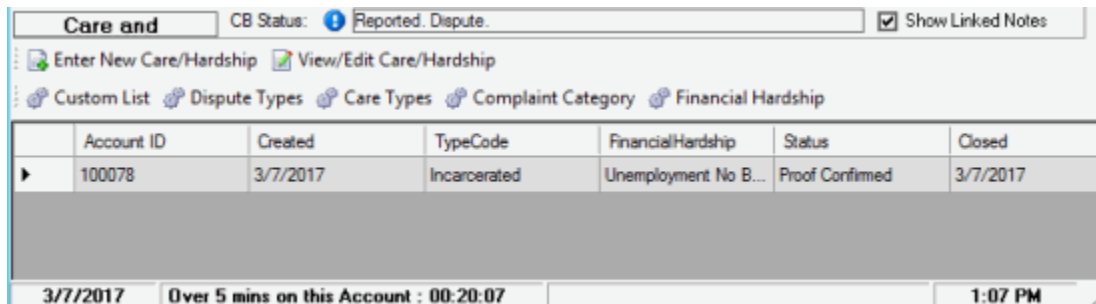 Care and CB Status: Reported. Dispute. Show Linked Notes
Enter New Care/Hardship View/Edit Care/Hardship
Custom List Dispute Types Care Types Complaint Category Financial Hardship
Account ID Created TypeCode FinancialHardship Status Closed
100078 3/7/2017 Incarcerated Unemployment No B... Proof Confirmed 3/7/2017
3/7/2017 Over 5 mins on this Account : 00:20:07 1:07 PM